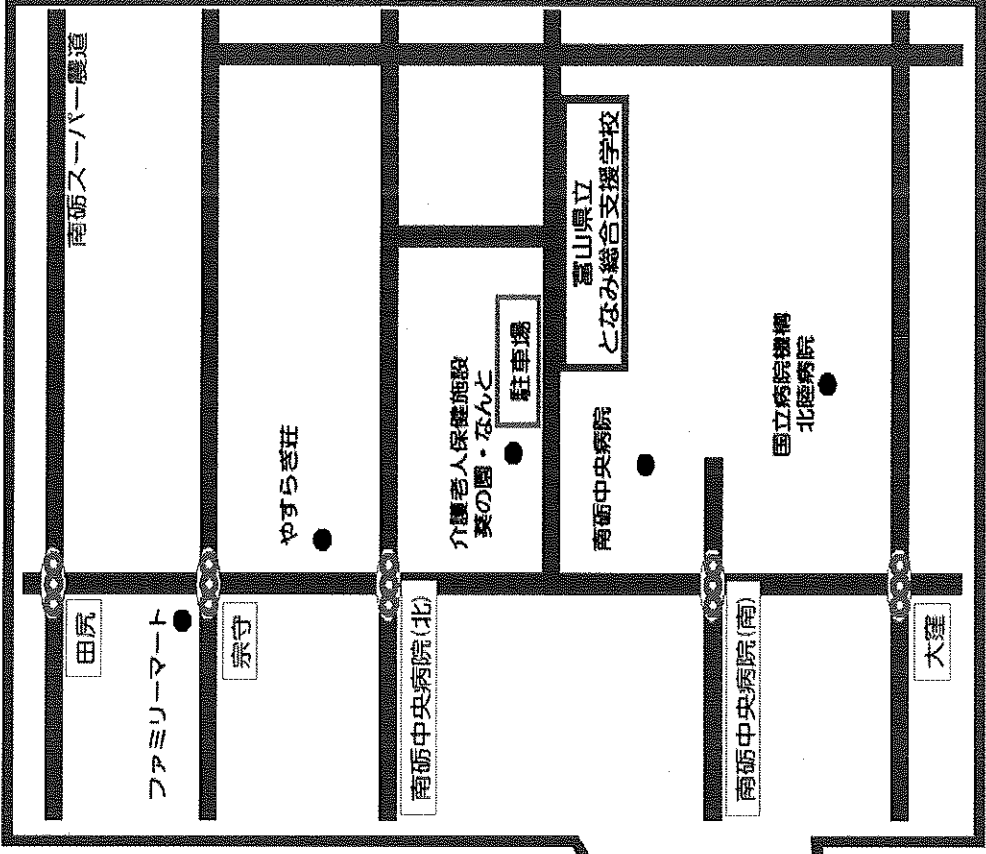 南砺スーパー農道
田尻
ファミリーマート
宗守
やすらぎ荘
南砺中央病院(北)
介護老人保健施設
葵の園・なんと
駐車場
富山県立
となみ総合支援学校
南砺中央病院
南砺中央病院(南)
国立病院機構
北陸病院
大窪